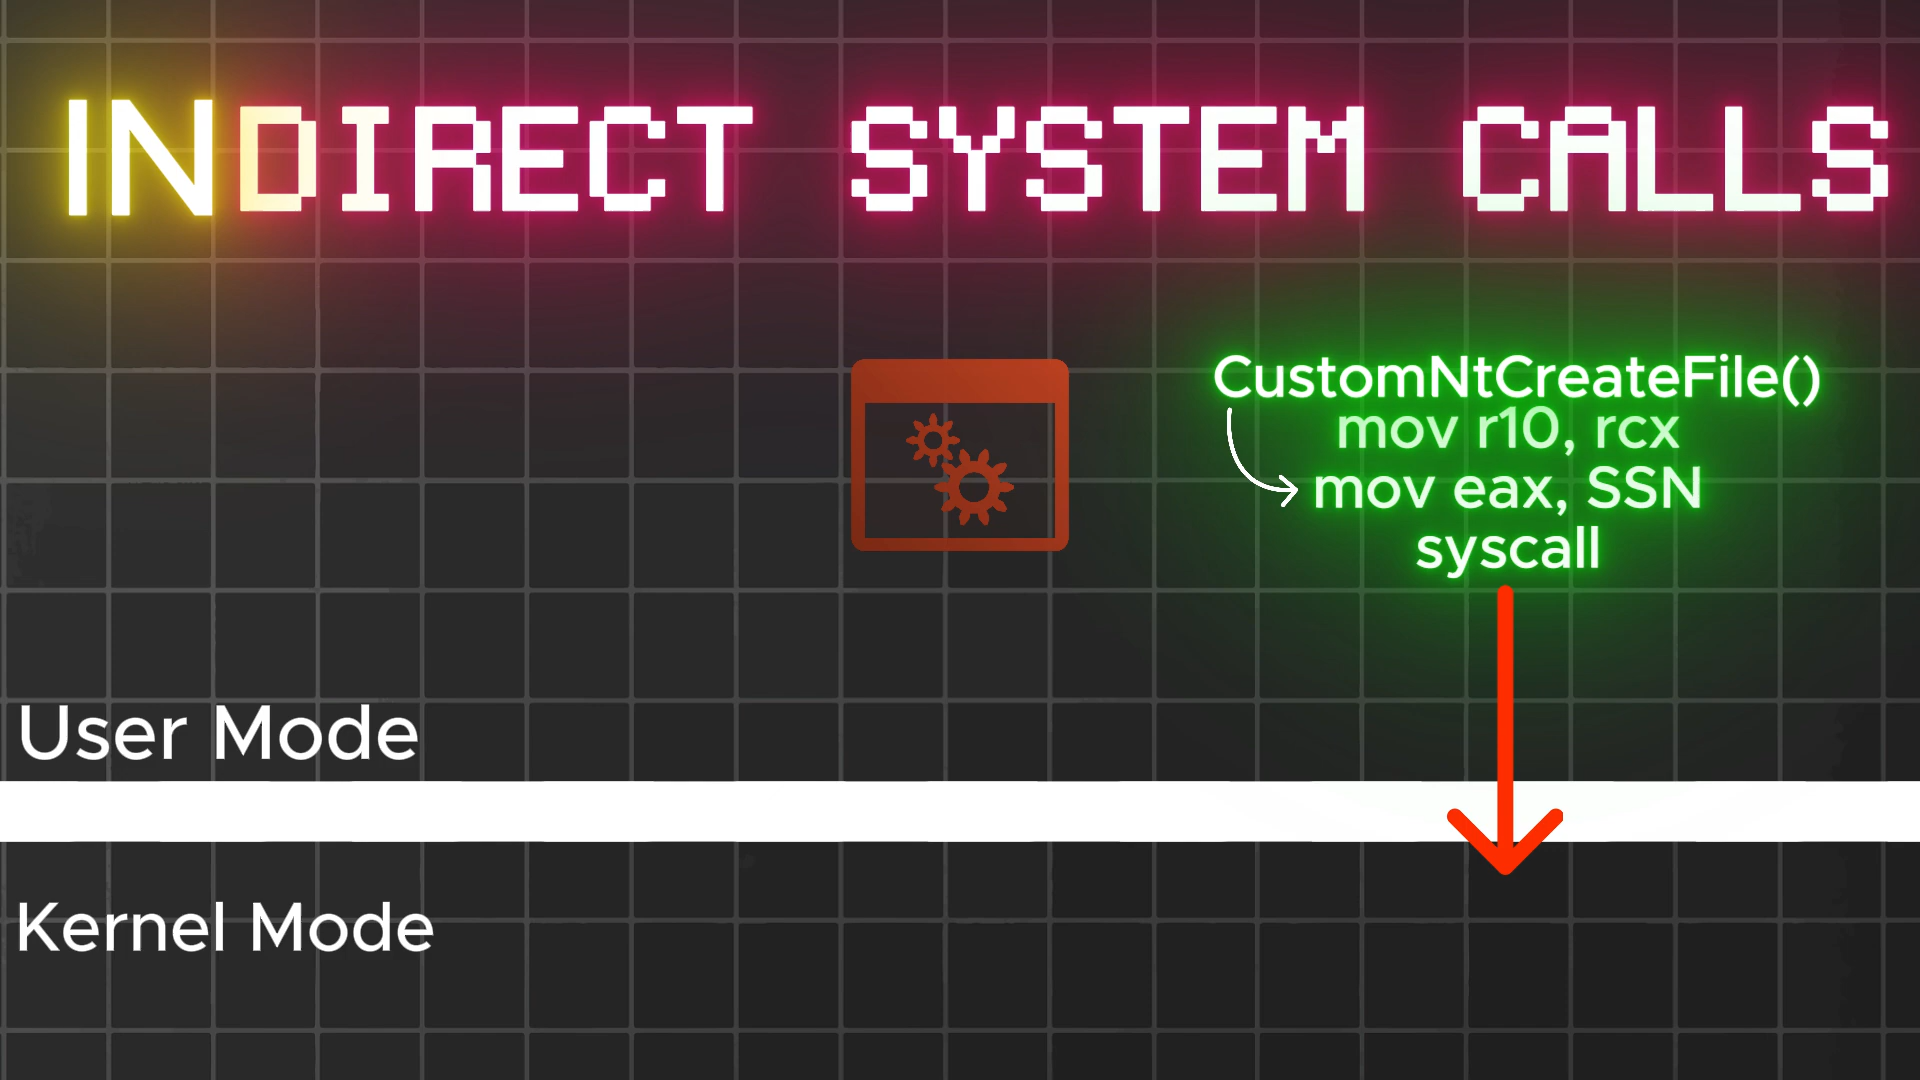 INDIRECT SYSTEM CALLS
CustomNtCreateFile()
mov r10, rcx
mov eax, SSN
syscall
User Mode
Kernel Mode